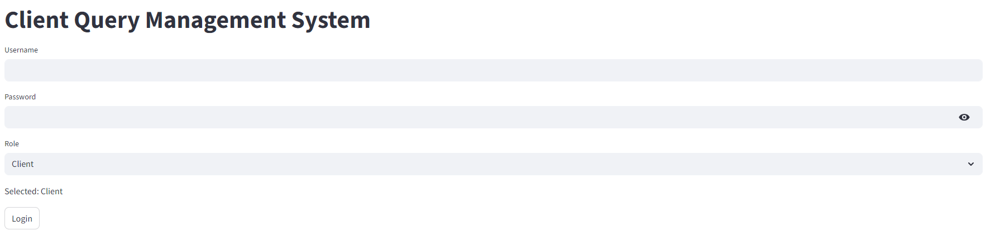 Client Query Management System
Username
Password
Role
Client
Selected: Client
Login